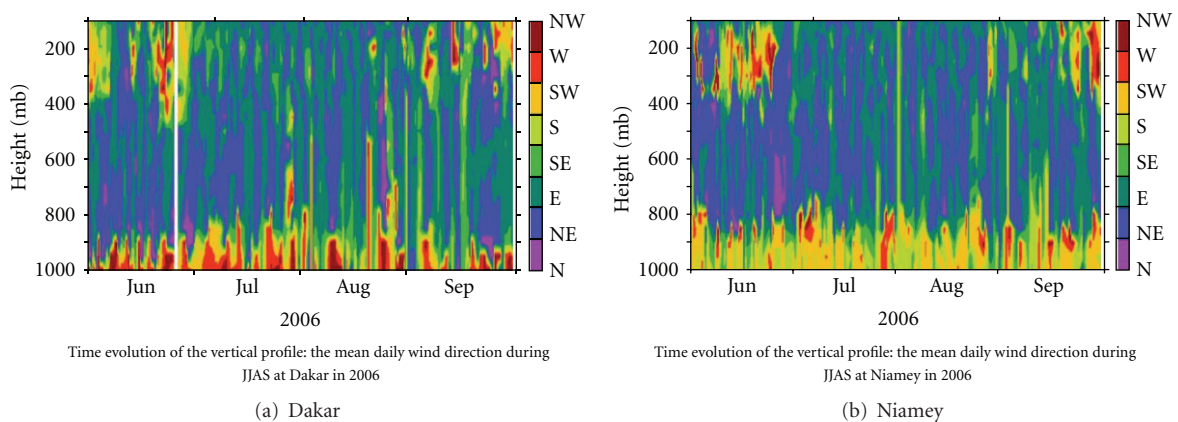 Height (mb)
200
400
600
800
1000
Jun
Jul
Aug
Sep
2006
NW
W
SW
S
SE
E
NE
N
Time evolution of the vertical profile: the mean daily wind direction during
JJAS at Dakar in 2006
(a) Dakar
Height (mb)
200
400
600
800
1000
Jun
Jul
Aug
Sep
2006
NW
W
SW
S
SE
E
NE
N
Time evolution of the vertical profile: the mean daily wind direction during
JJAS at Niamey in 2006
(b) Niamey